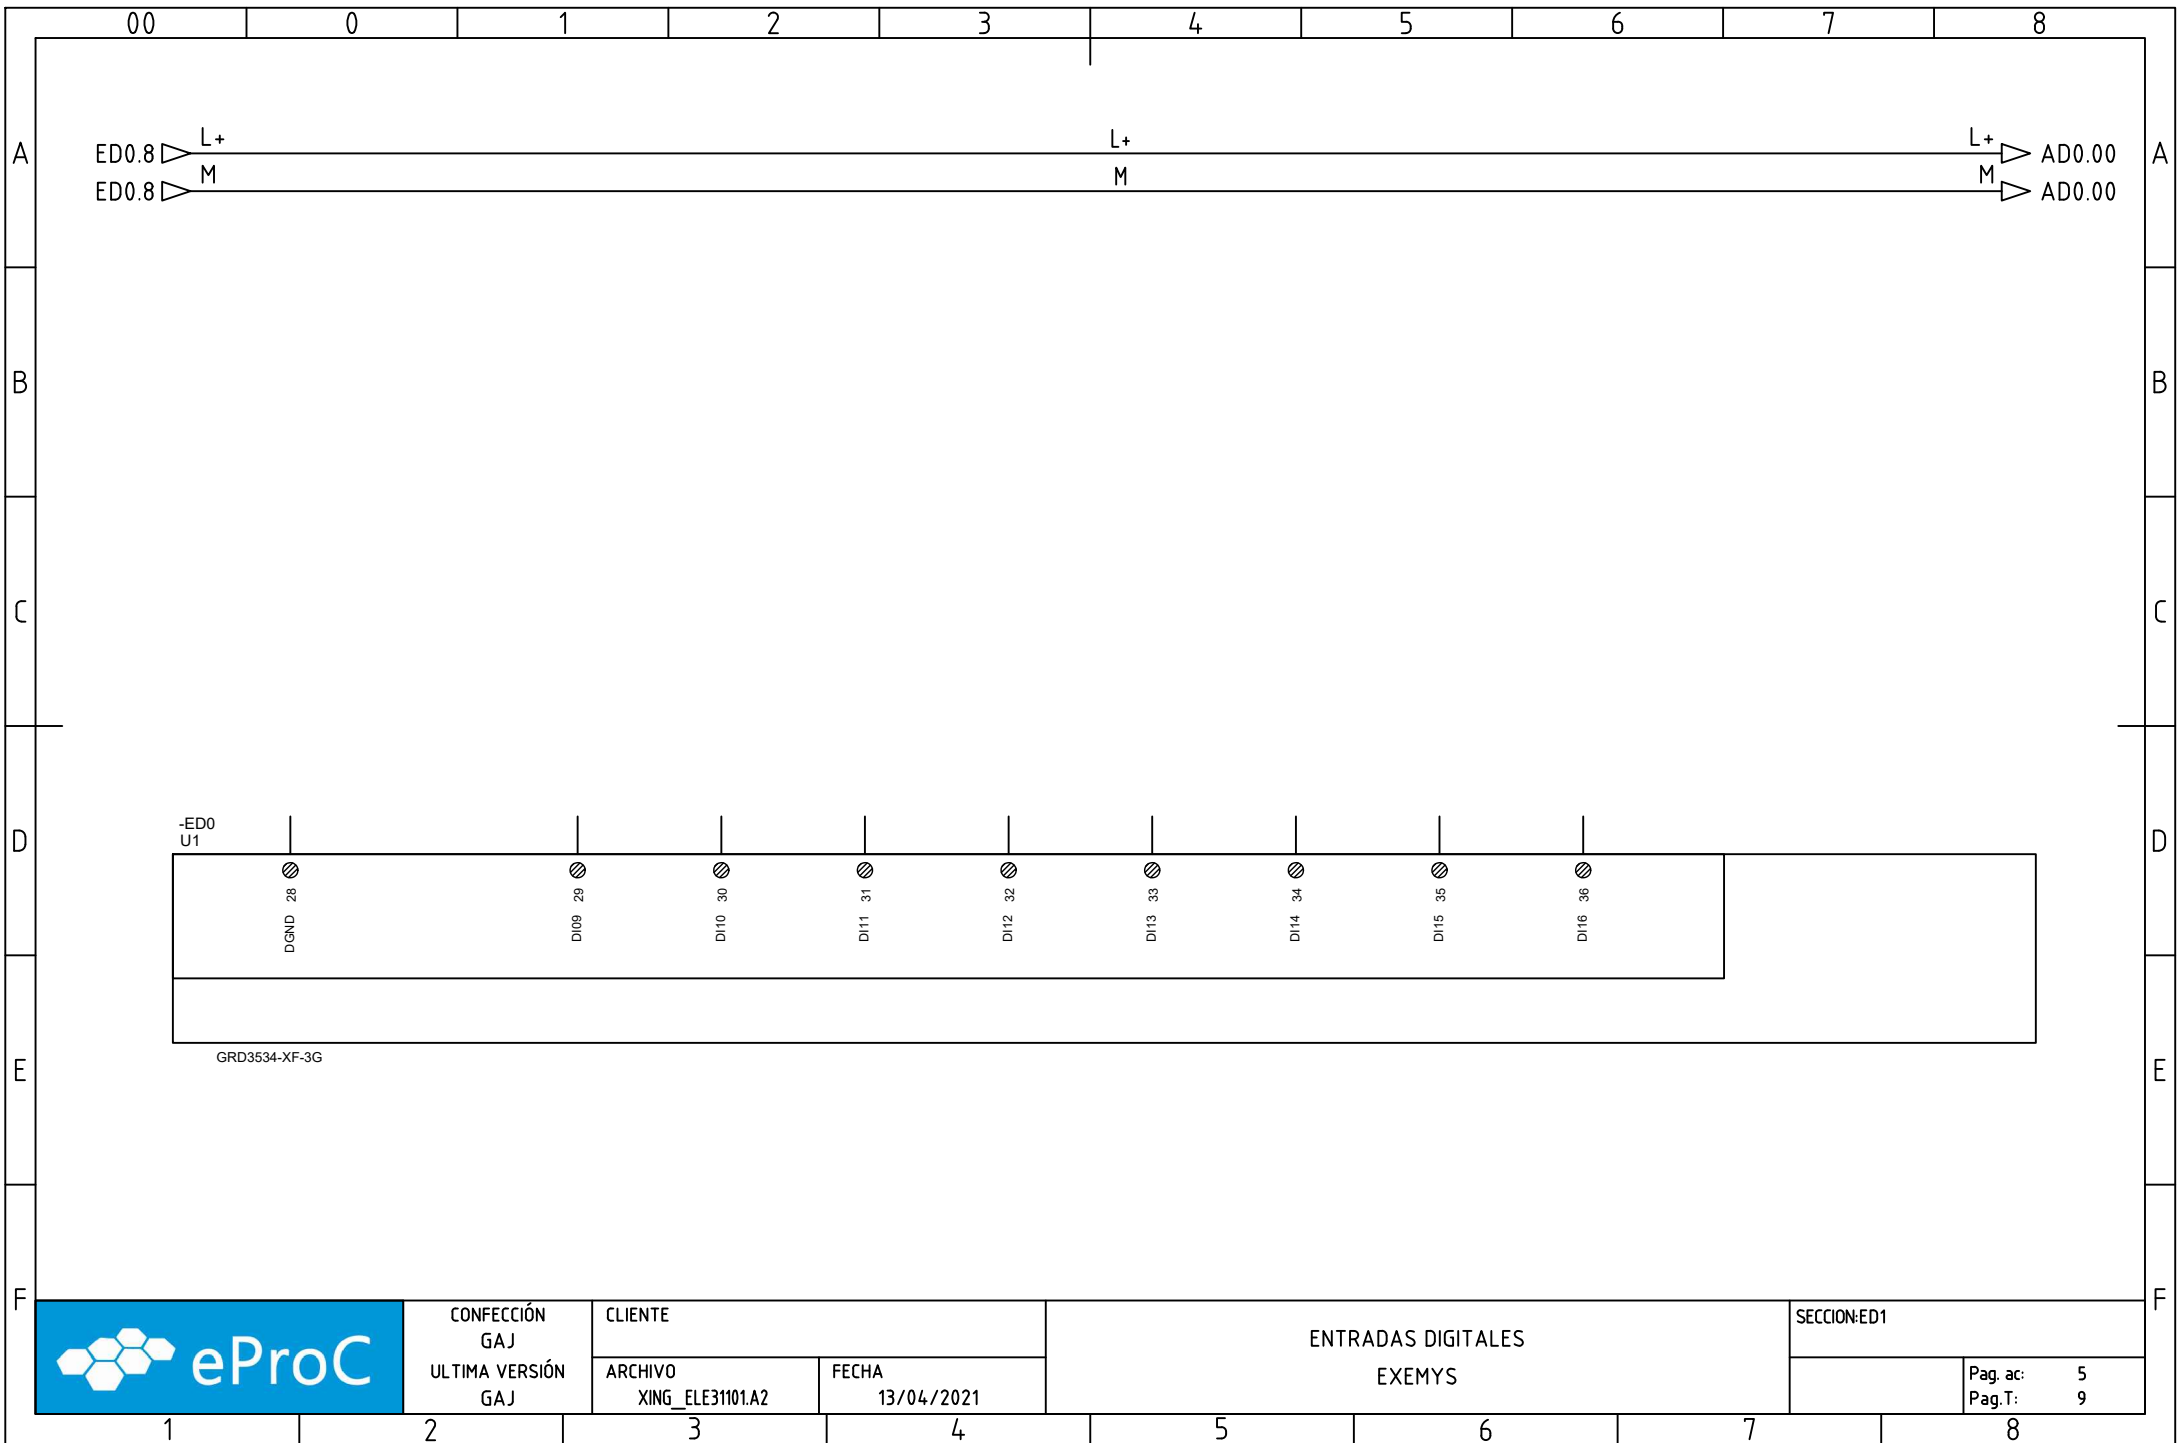 00 0 1 2 3 4 5 6 7 8
L+ L+ L+
A ED0.8 AD0.00 A
M M M
ED0.8 AD0.00
B B
C C
-ED0
D U1 D
28 29 30 31 32 33 34 35 36
DGND DI09 DI10 DI11 DI12 DI13 DI14 DI15 DI16
GRD3534-XF-3G
E E
F F
eProC
CONFECCIÓN
GAJ
ULTIMA VERSIÓN
GAJ
CLIENTE
ARCHIVO
XING_ELE31101.A2
FECHA
13/04/2021
ENTRADAS DIGITALES
EXEMYS
SECCION:ED1
Pag. ac: 5
Pag.T: 9
1 2 3 4 5 6 7 8